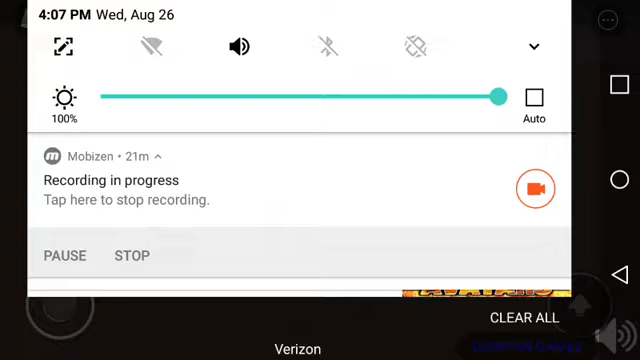 4:07 PM Wed, Aug 26
100%
Auto
Mobizen • 21m
Recording in progress
Tap here to stop recording.
PAUSE STOP
CLEAR ALL
Verizon